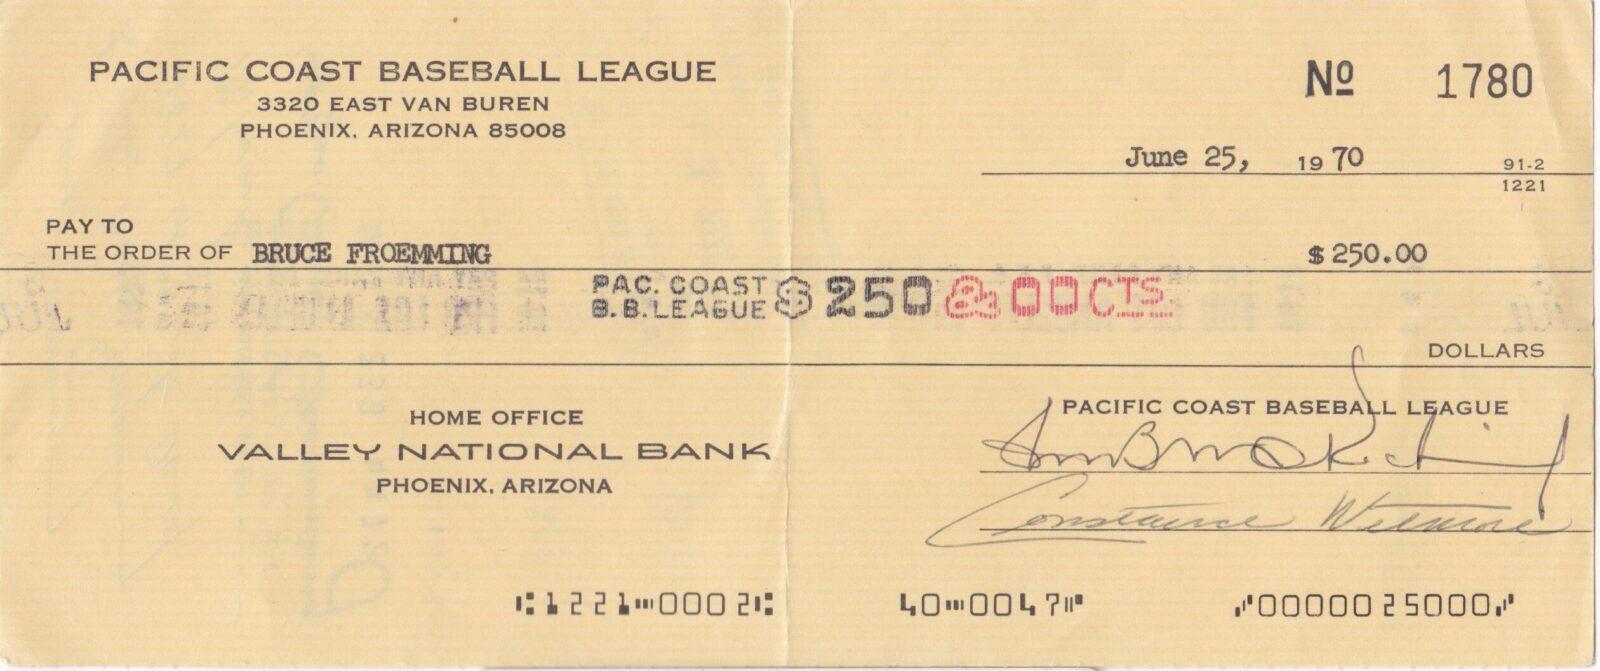 PACIFIC COAST BASEBALL LEAGUE
3320 EAST VAN BUREN
PHOENIX, ARIZONA 85008
Nº 1780
June 25, 1970
91-2
1221
PAY TO
THE ORDER OF BRUCE FROEMMING
$ 250.00
PAC. COAST
B.B. LEAGUE $ 250 & 00 CTS.
DOLLARS
HOME OFFICE
VALLEY NATIONAL BANK
PHOENIX, ARIZONA
PACIFIC COAST BASEBALL LEAGUE
Constance
⑆1221⑉0002⑆ 40⑉0047⑈ ⑇0000025000⑇